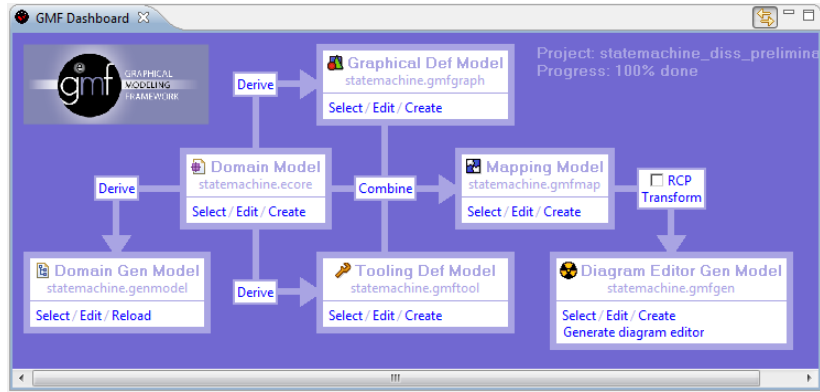 GMF Dashboard
Project: statemachine_diss_prelimina
Progress: 100% done
gmf
GRAPHICAL
MODELING
FRAMEWORK
Derive
Graphical Def Model
statemachine.gmfgraph
Select / Edit / Create
Derive
Domain Model
statemachine.ecore
Select / Edit / Create
Combine
Mapping Model
statemachine.gmfmap
Select / Edit / Create
RCP
Transform
Domain Gen Model
statemachine.genmodel
Select / Edit / Reload
Derive
Tooling Def Model
statemachine.gmftool
Select / Edit / Create
Diagram Editor Gen Model
statemachine.gmfgen
Select / Edit / Create
Generate diagram editor